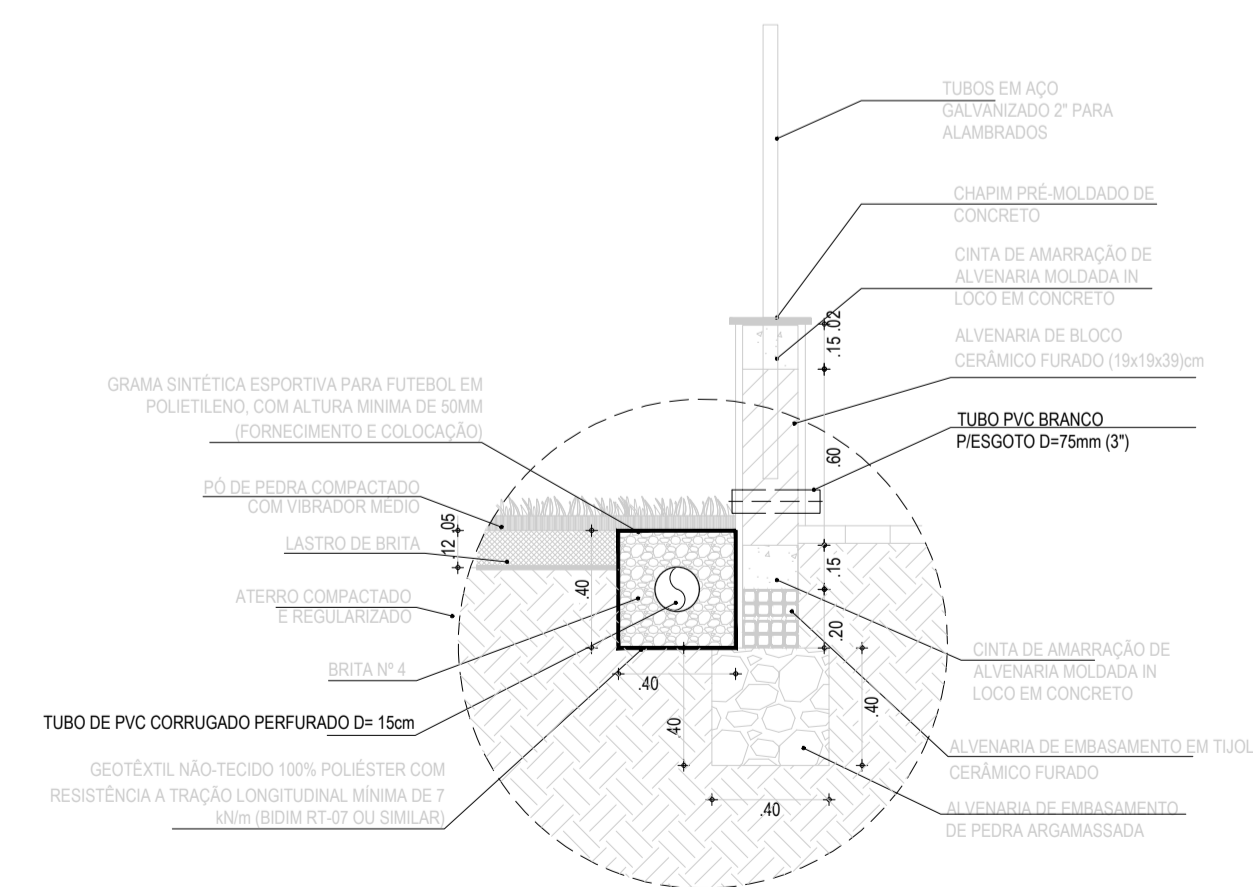 TUBOS EM AÇO
GALVANIZADO 2" PARA
ALAMBRADOS
CHAPIM PRÉ-MOLDADO DE
CONCRETO
CINTA DE AMARRAÇÃO DE
ALVENARIA MOLDADA IN
LOCO EM CONCRETO
.02
.15
ALVENARIA DE BLOCO
CERÂMICO FURADO (19x19x39)cm
GRAMA SINTÉTICA ESPORTIVA PARA FUTEBOL EM
POLIETILENO, COM ALTURA MINIMA DE 50MM
(FORNECIMENTO E COLOCAÇÃO)
TUBO PVC BRANCO
P/ESGOTO D=75mm (3")
.60
PÓ DE PEDRA COMPACTADO
COM VIBRADOR MÉDIO
.05
.12
LASTRO DE BRITA
.15
.40
ATERRO COMPACTADO
E REGULARIZADO
.20
BRITA Nº 4
.40
CINTA DE AMARRAÇÃO DE
ALVENARIA MOLDADA IN
LOCO EM CONCRETO
TUBO DE PVC CORRUGADO PERFURADO D= 15cm
.40
.40
ALVENARIA DE EMBASAMENTO EM TIJOL
CERÂMICO FURADO
GEOTÊXTIL NÃO-TECIDO 100% POLIÉSTER COM
RESISTÊNCIA A TRAÇÃO LONGITUDINAL MÍNIMA DE 7
kN/m (BIDIM RT-07 OU SIMILAR)
.40
ALVENARIA DE EMBASAMENTO
DE PEDRA ARGAMASSADA